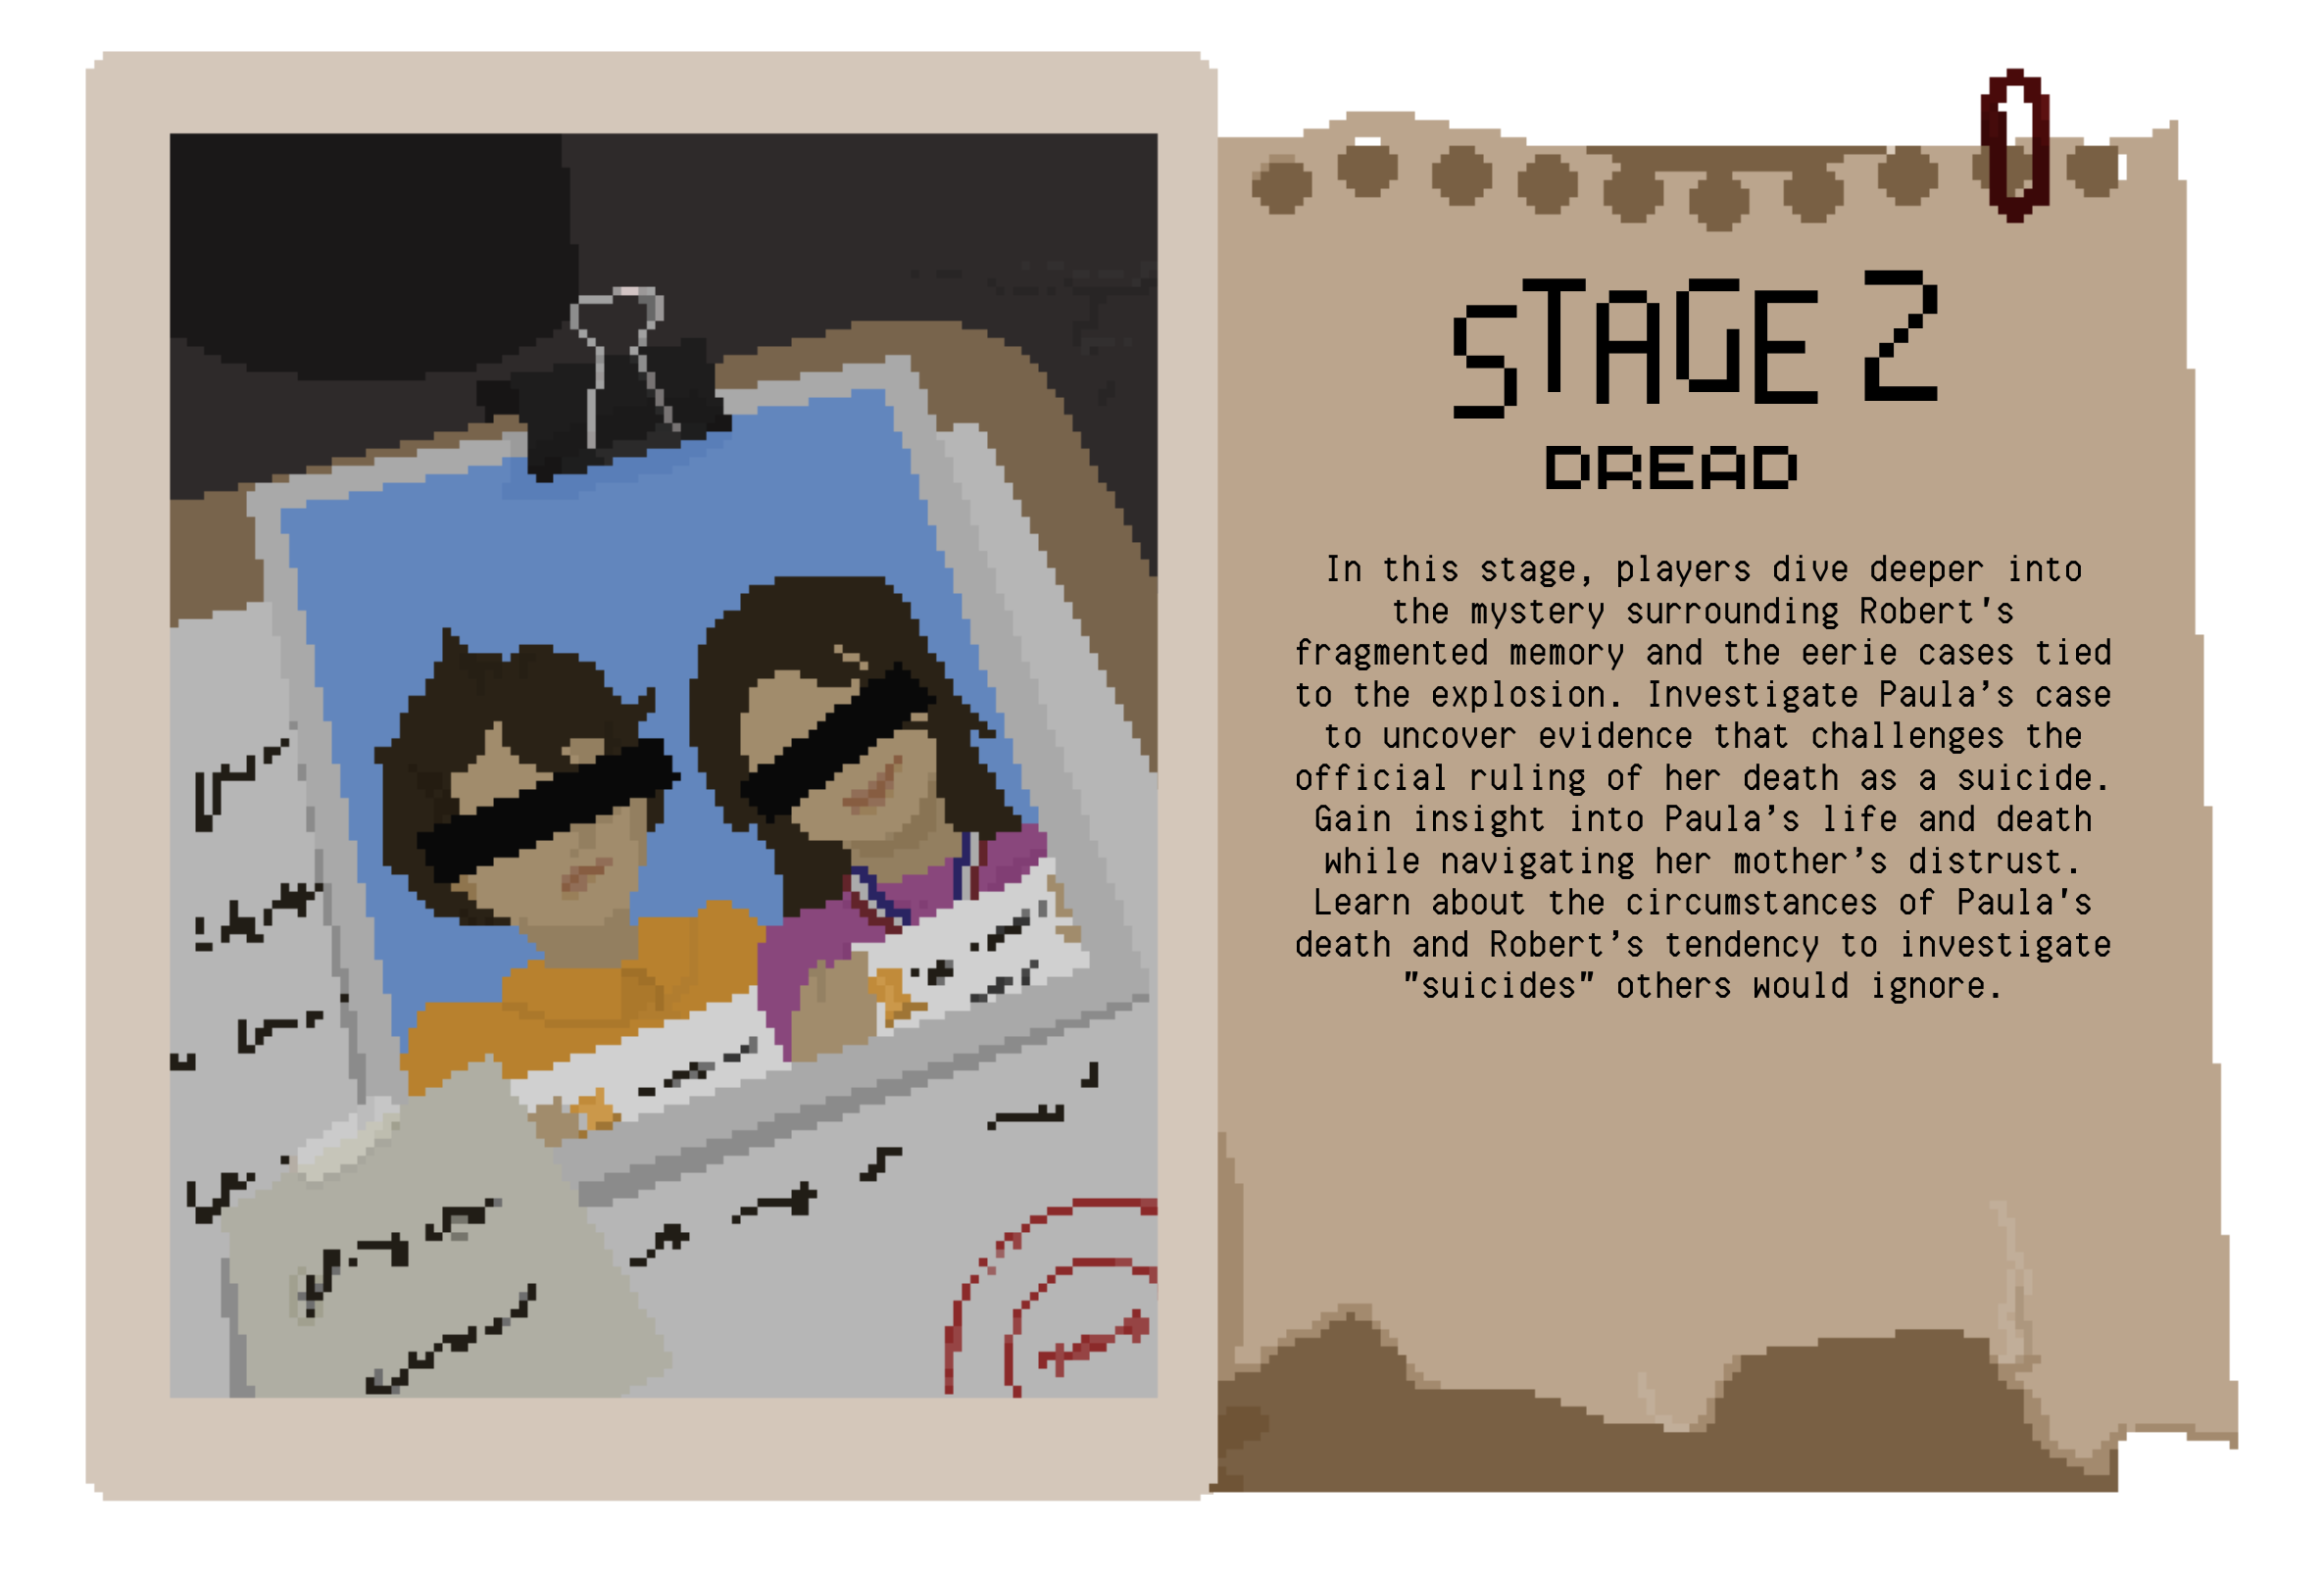 STAGE 2
DREAD
In this stage, players dive deeper into
the mystery surrounding Robert's
fragmented memory and the eerie cases tied
to the explosion. Investigate Paula's case
to uncover evidence that challenges the
official ruling of her death as a suicide.
Gain insight into Paula's life and death
while navigating her mother's distrust.
Learn about the circumstances of Paula's
death and Robert's tendency to investigate
"suicides" others would ignore.